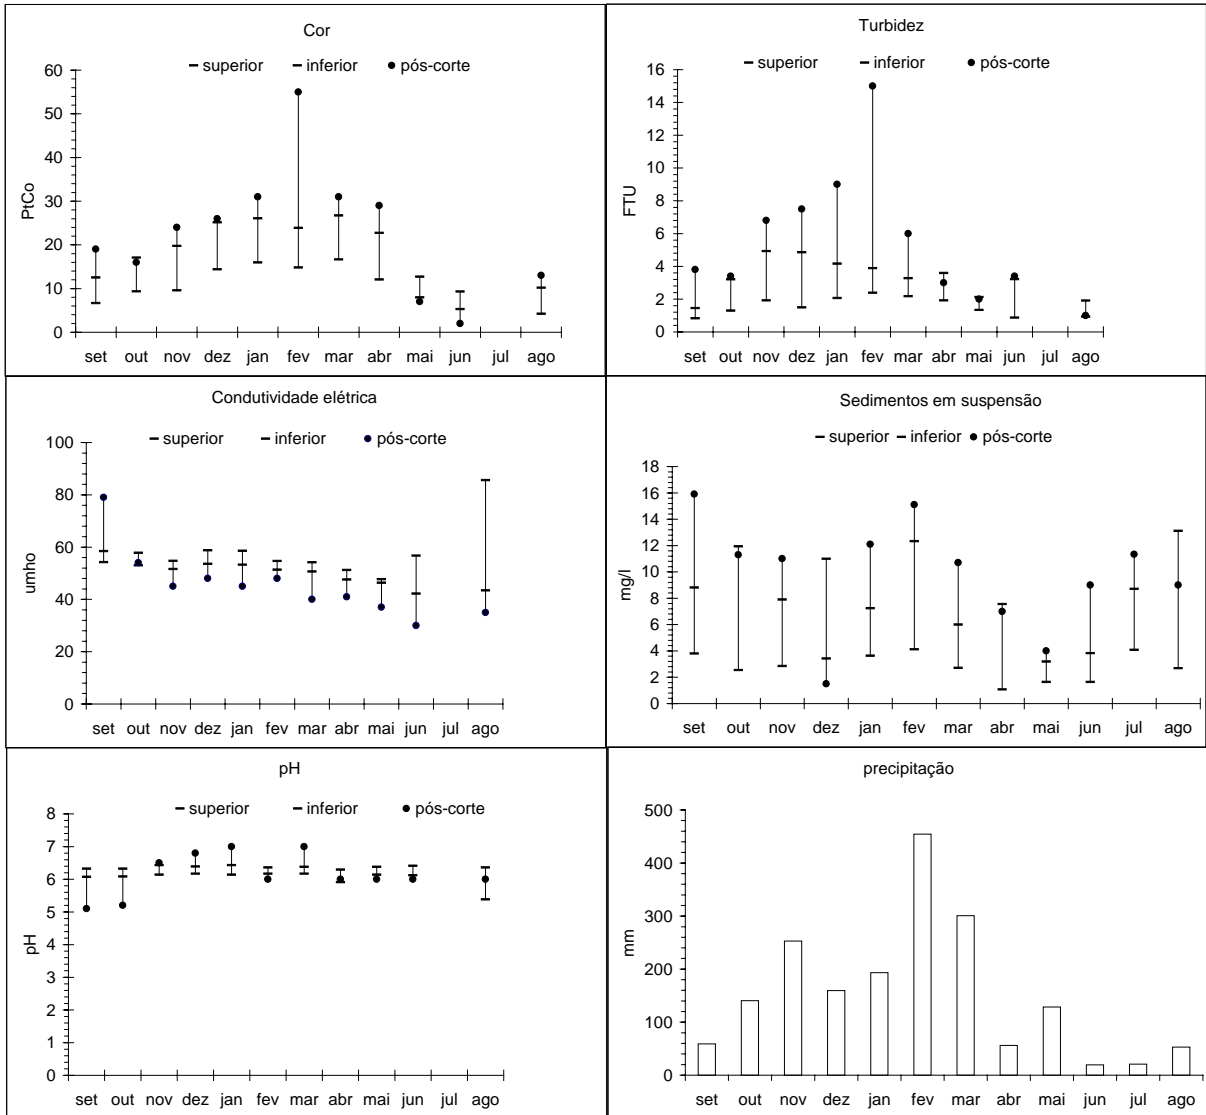 Cor
superior inferior pós-corte
60
50
40
30
20
10
0
PtCo
set out nov dez jan fev mar abr mai jun jul ago
Turbidez
superior inferior pós-corte
16
14
12
10
8
6
4
2
0
FTU
set out nov dez jan fev mar abr mai jun jul ago
Condutividade elétrica
superior inferior pós-corte
100
80
60
40
20
0
umho
set out nov dez jan fev mar abr mai jun jul ago
Sedimentos em suspensão
superior inferior pós-corte
18
16
14
12
10
8
6
4
2
0
mg/l
set out nov dez jan fev mar abr mai jun jul ago
pH
superior inferior pós-corte
8
7
6
5
4
3
2
1
0
pH
set out nov dez jan fev mar abr mai jun jul ago
precipitação
500
400
300
200
100
0
mm
set out nov dez jan fev mar abr mai jun jul ago